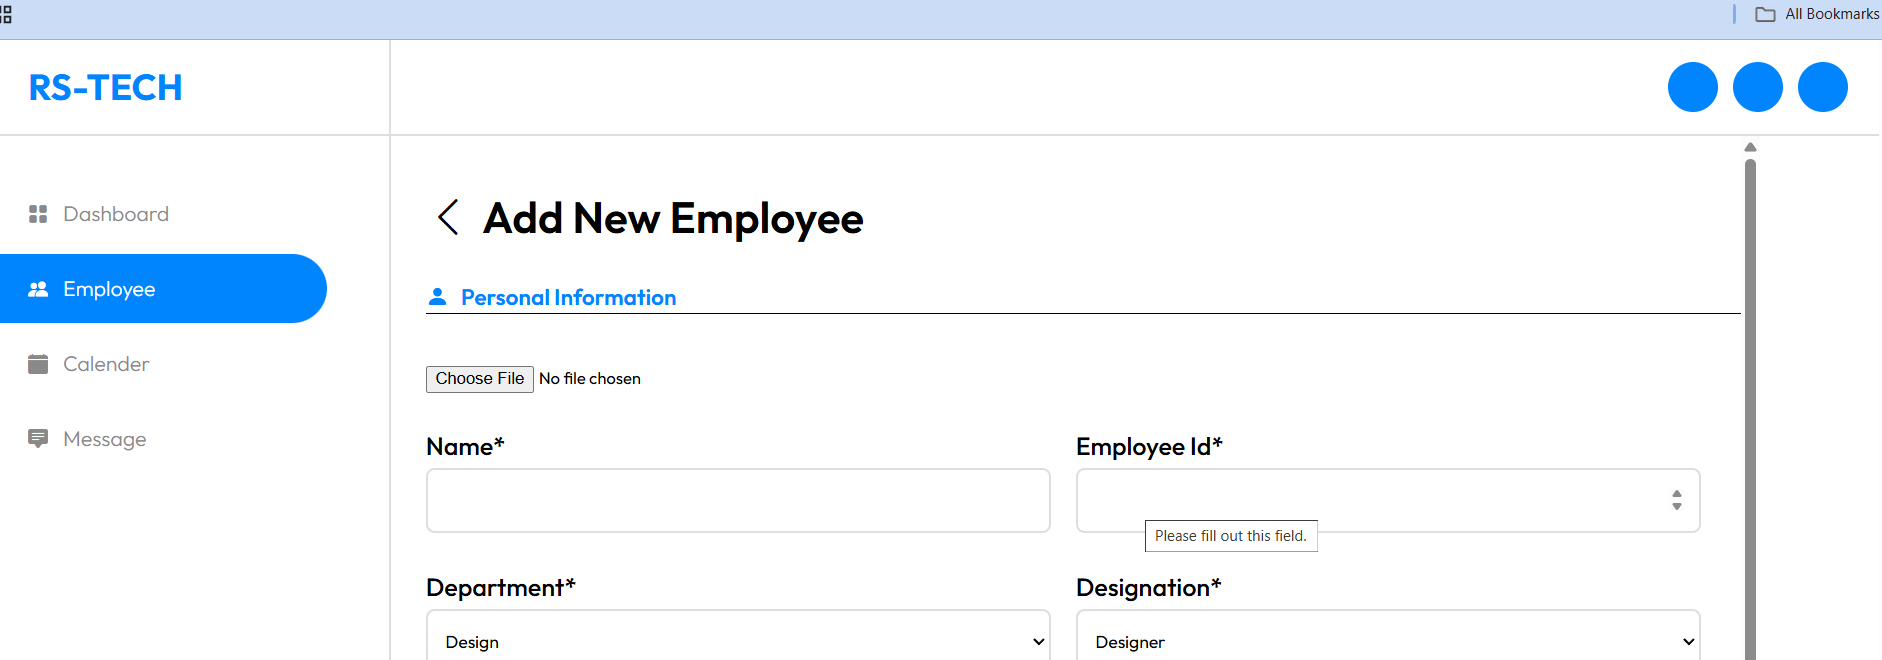 All Bookmarks
RS-TECH
Dashboard
Employee
Calender
Message
Add New Employee
Personal Information
Choose File No file chosen
Name*
Employee Id*
Please fill out this field.
Department*
Designation*
Design
Designer